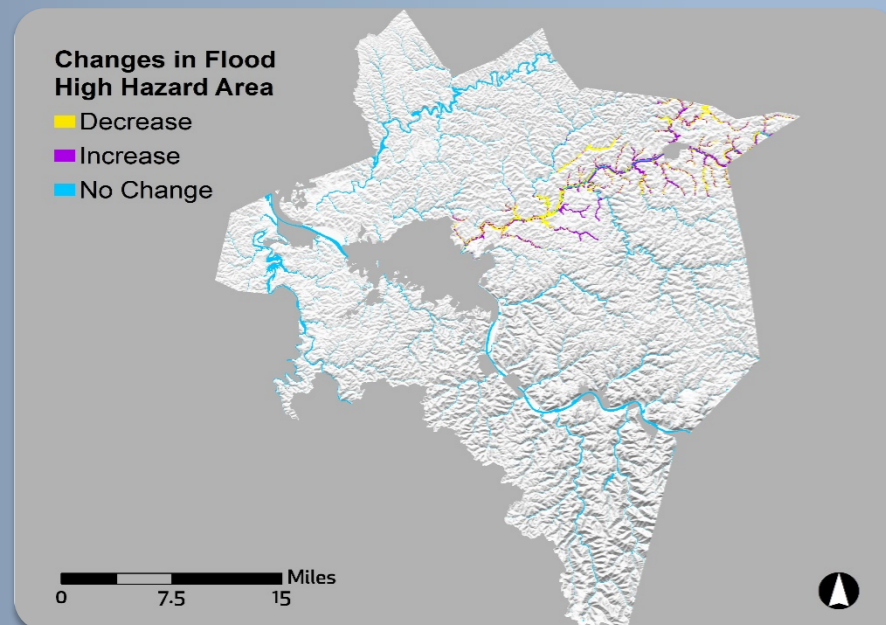 Changes in Flood
High Hazard Area
Decrease
Increase
No Change
Miles
0 7.5 15